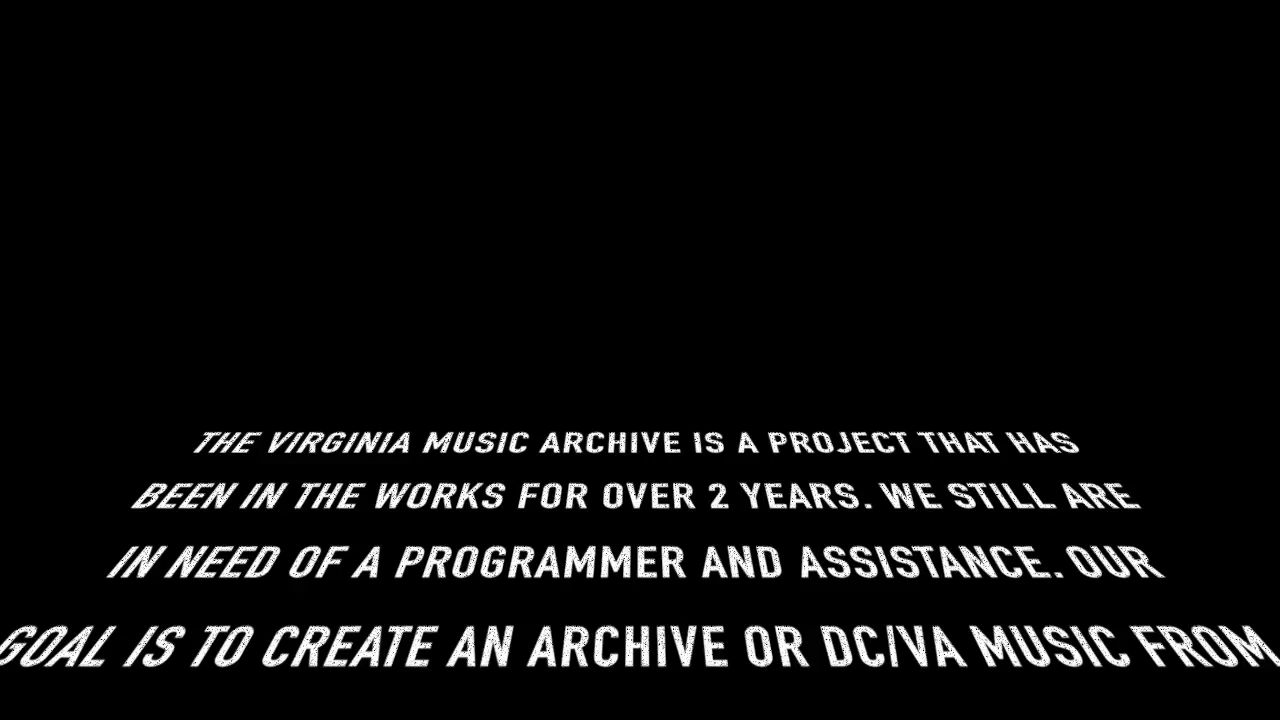 THE VIRGINIA MUSIC ARCHIVE IS A PROJECT THAT HAS
BEEN IN THE WORKS FOR OVER 2 YEARS. WE STILL ARE
IN NEED OF A PROGRAMMER AND ASSISTANCE. OUR
GOAL IS TO CREATE AN ARCHIVE OR DC/VA MUSIC FROM